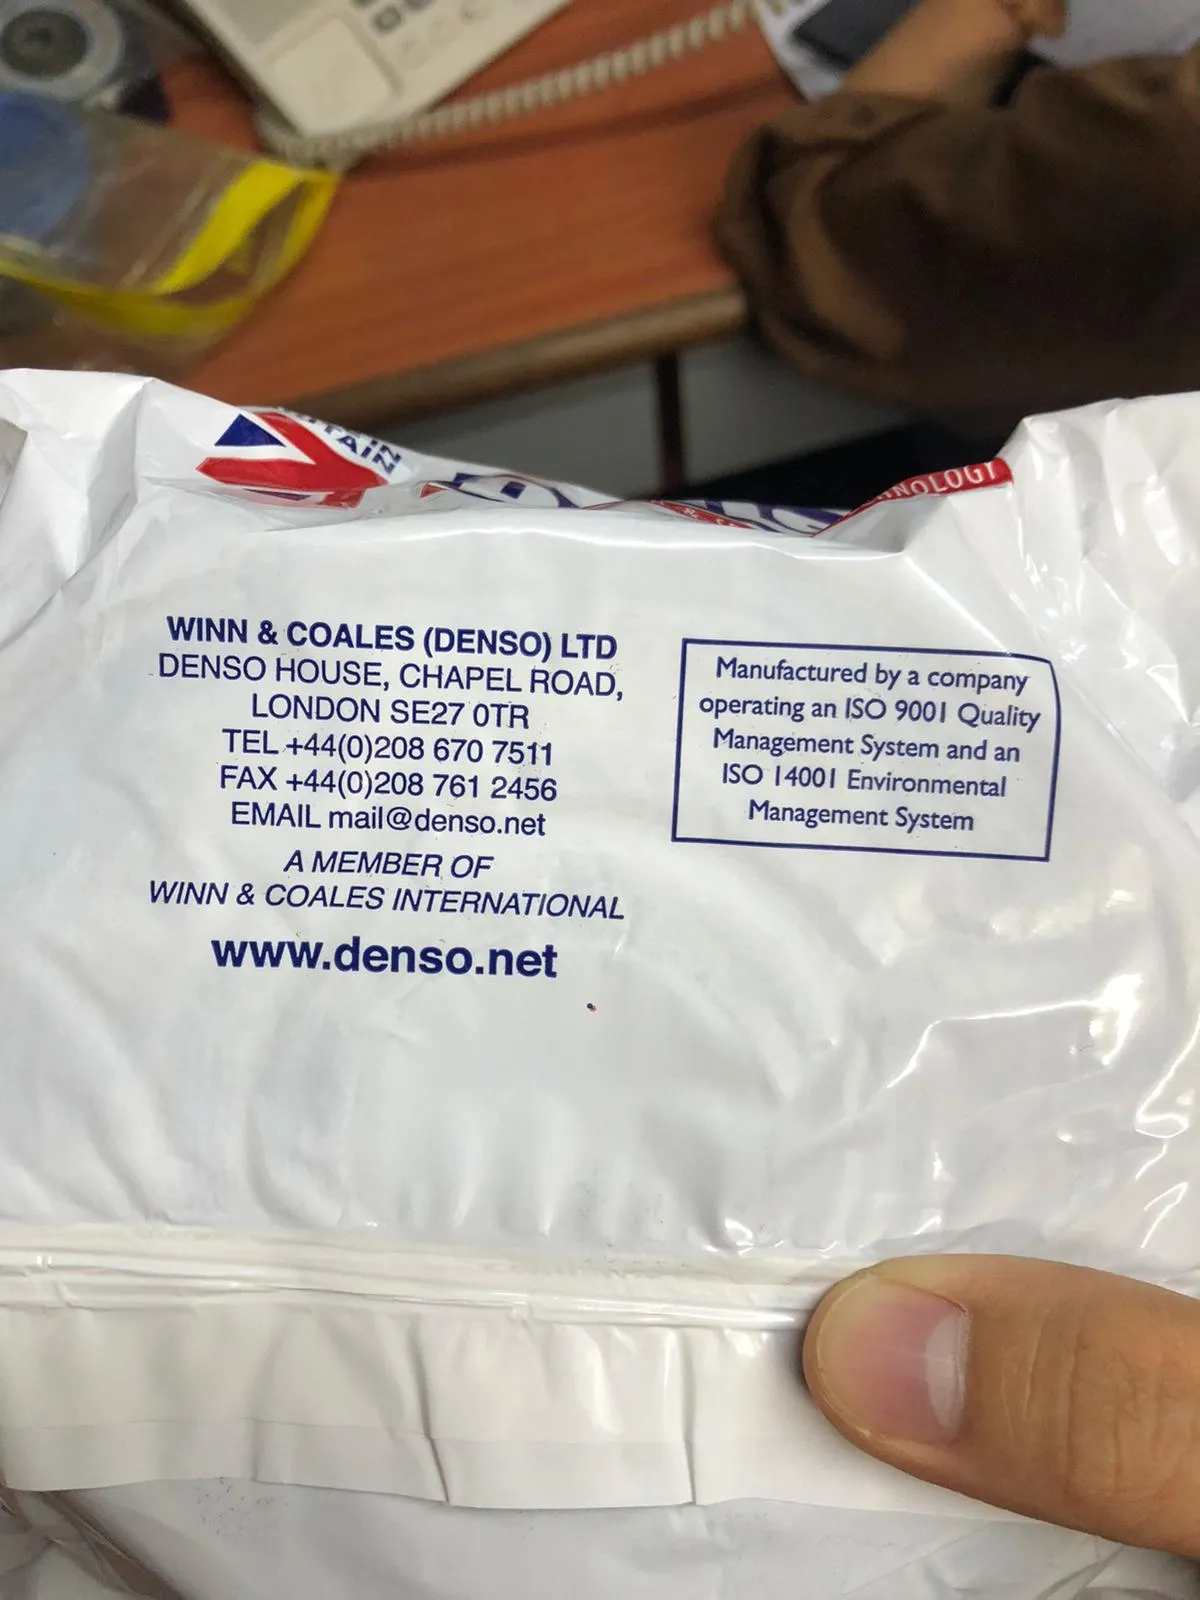 TAIN
NOLOGY
WINN & COALES (DENSO) LTD
DENSO HOUSE, CHAPEL ROAD,
LONDON SE27 0TR
TEL +44(0)208 670 7511
FAX +44(0)208 761 2456
EMAIL mail@denso.net
A MEMBER OF
WINN & COALES INTERNATIONAL
www.denso.net
Manufactured by a company
operating an ISO 9001 Quality
Management System and an
ISO 14001 Environmental
Management System